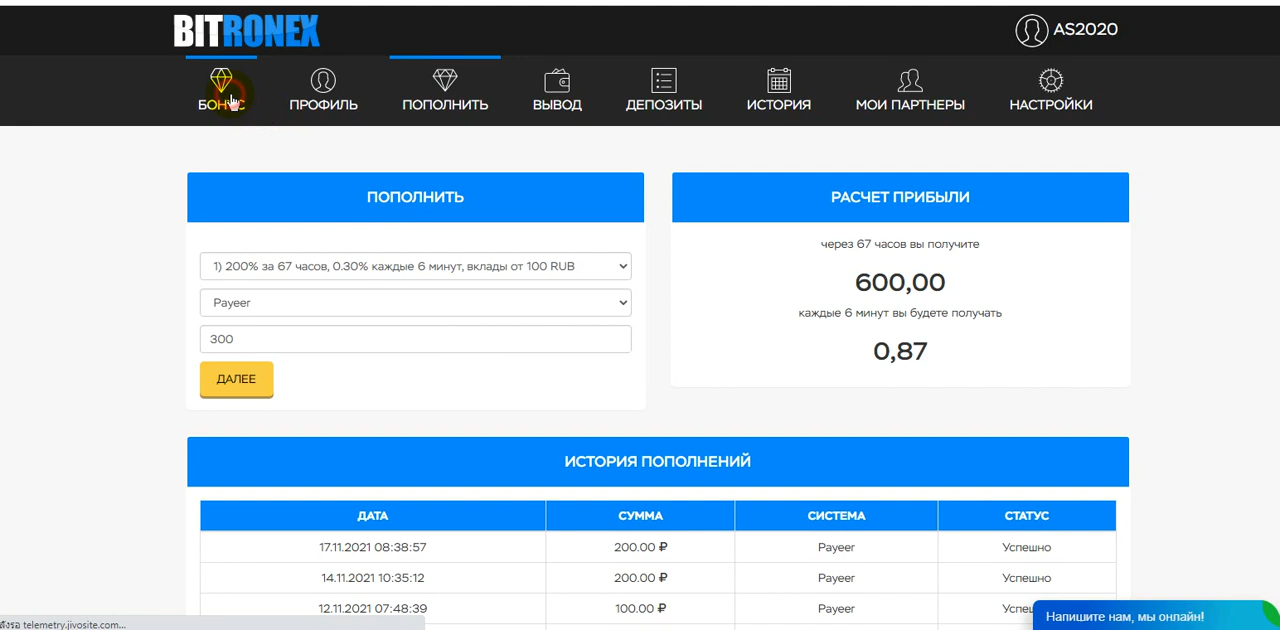 BITRONEX
AS2020
БОНУС
ПРОФИЛЬ
ПОПОЛНИТЬ
ВЫВОД
ДЕПОЗИТЫ
ИСТОРИЯ
МОИ ПАРТНЕРЫ
НАСТРОЙКИ
ПОПОЛНИТЬ
1) 200% за 67 часов, 0.30% каждые 6 минут, вклады от 100 RUB
Payeer
300
ДАЛЕЕ
РАСЧЕТ ПРИБЫЛИ
через 67 часов вы получите
600,00
каждые 6 минут вы будете получать
0,87
ИСТОРИЯ ПОПОЛНЕНИЙ
ДАТА СУММА СИСТЕМА СТАТУС
17.11.2021 08:38:57 200.00 ₽ Payeer Успешно
14.11.2021 10:35:12 200.00 ₽ Payeer Успешно
12.11.2021 07:48:39 100.00 ₽ Payeer
Напишите нам, мы онлайн!
telemetry.jivosite.com...